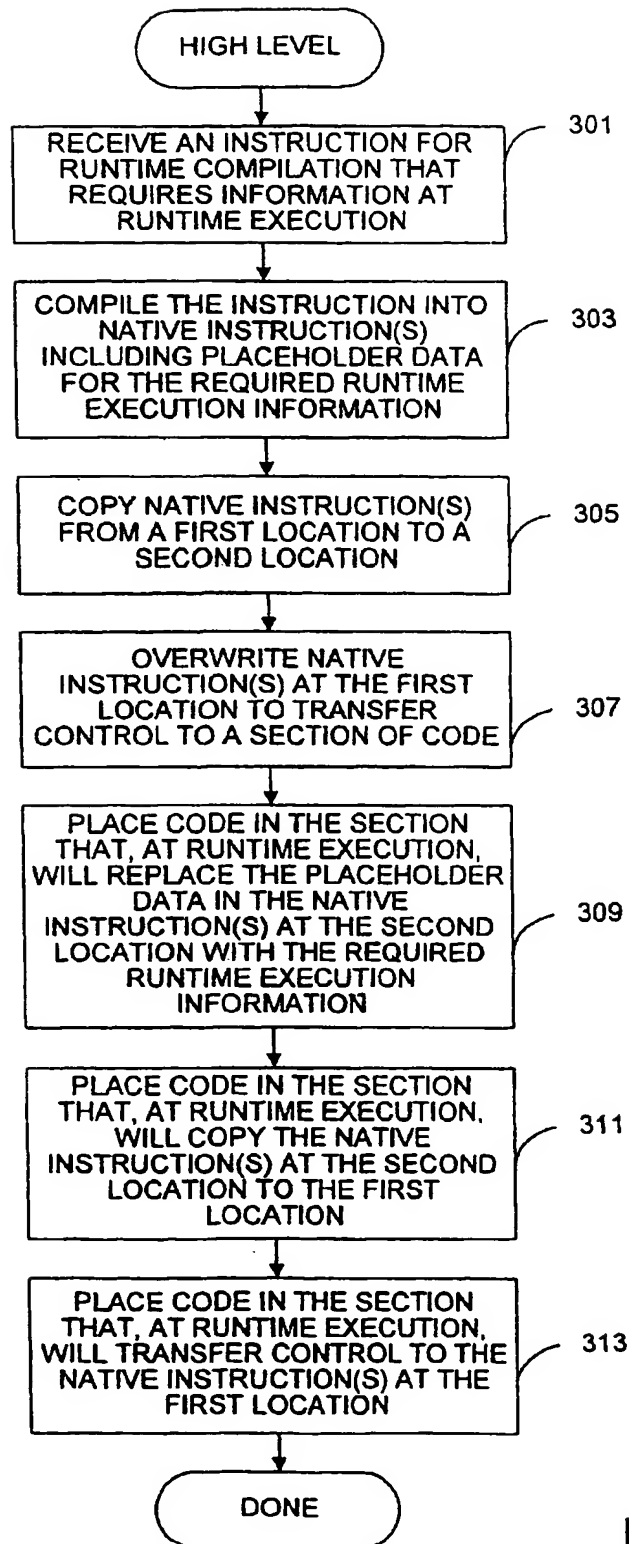 HIGH LEVEL
301
RECEIVE AN INSTRUCTION FOR
RUNTIME COMPILATION THAT
REQUIRES INFORMATION AT
RUNTIME EXECUTION
COMPILE THE INSTRUCTION INTO
NATIVE INSTRUCTION(S)
INCLUDING PLACEHOLDER DATA
FOR THE REQUIRED RUNTIME
EXECUTION INFORMATION
303
COPY NATIVE INSTRUCTION(S)
FROM A FIRST LOCATION TO A
SECOND LOCATION
305
OVERWRITE NATIVE
INSTRUCTION(S) AT THE FIRST
LOCATION TO TRANSFER
CONTROL TO A SECTION OF CODE
307
PLACE CODE IN THE SECTION
THAT, AT RUNTIME EXECUTION,
WILL REPLACE THE PLACEHOLDER
DATA IN THE NATIVE
INSTRUCTION(S) AT THE SECOND
LOCATION WITH THE REQUIRED
RUNTIME EXECUTION
INFORMATION
309
PLACE CODE IN THE SECTION
THAT, AT RUNTIME EXECUTION,
WILL COPY THE NATIVE
INSTRUCTION(S) AT THE SECOND
LOCATION TO THE FIRST
LOCATION
311
PLACE CODE IN THE SECTION
THAT, AT RUNTIME EXECUTION,
WILL TRANSFER CONTROL TO THE
NATIVE INSTRUCTION(S) AT THE
FIRST LOCATION
313
DONE